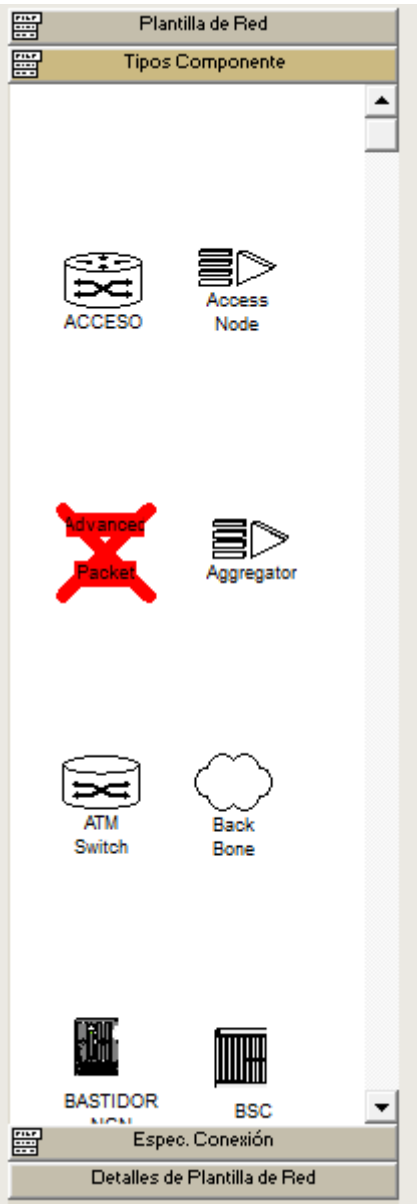 Plantilla de Red
Tipos Componente
ACCESO
Access
Node
Advanced
Packet
Aggregator
ATM
Switch
Back
Bone
BASTIDOR
NGN
BSC
Espec. Conexión
Detalles de Plantilla de Red